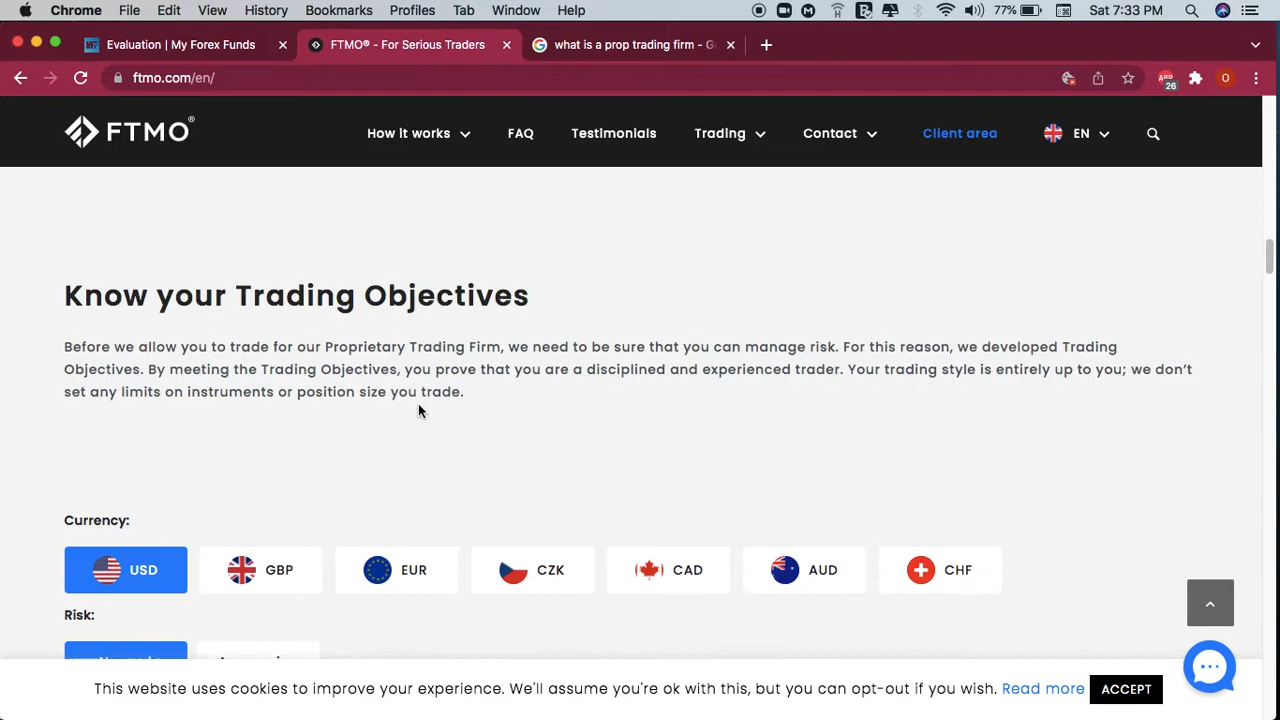 Chrome File Edit View History Bookmarks Profiles Tab Window Help 77% Sat 7:33 PM
Evaluation | My Forex Funds FTMO® - For Serious Traders what is a prop trading firm - Go
ftmo.com/en/ 26 O
FTMO® How it works FAQ Testimonials Trading Contact Client area EN
Know your Trading Objectives
Before we allow you to trade for our Proprietary Trading Firm, we need to be sure that you can manage risk. For this reason, we developed Trading
Objectives. By meeting the Trading Objectives, you prove that you are a disciplined and experienced trader. Your trading style is entirely up to you; we don't
set any limits on instruments or position size you trade.
Currency:
USD GBP EUR CZK CAD AUD CHF
Risk:
This website uses cookies to improve your experience. We'll assume you're ok with this, but you can opt-out if you wish. Read more ACCEPT